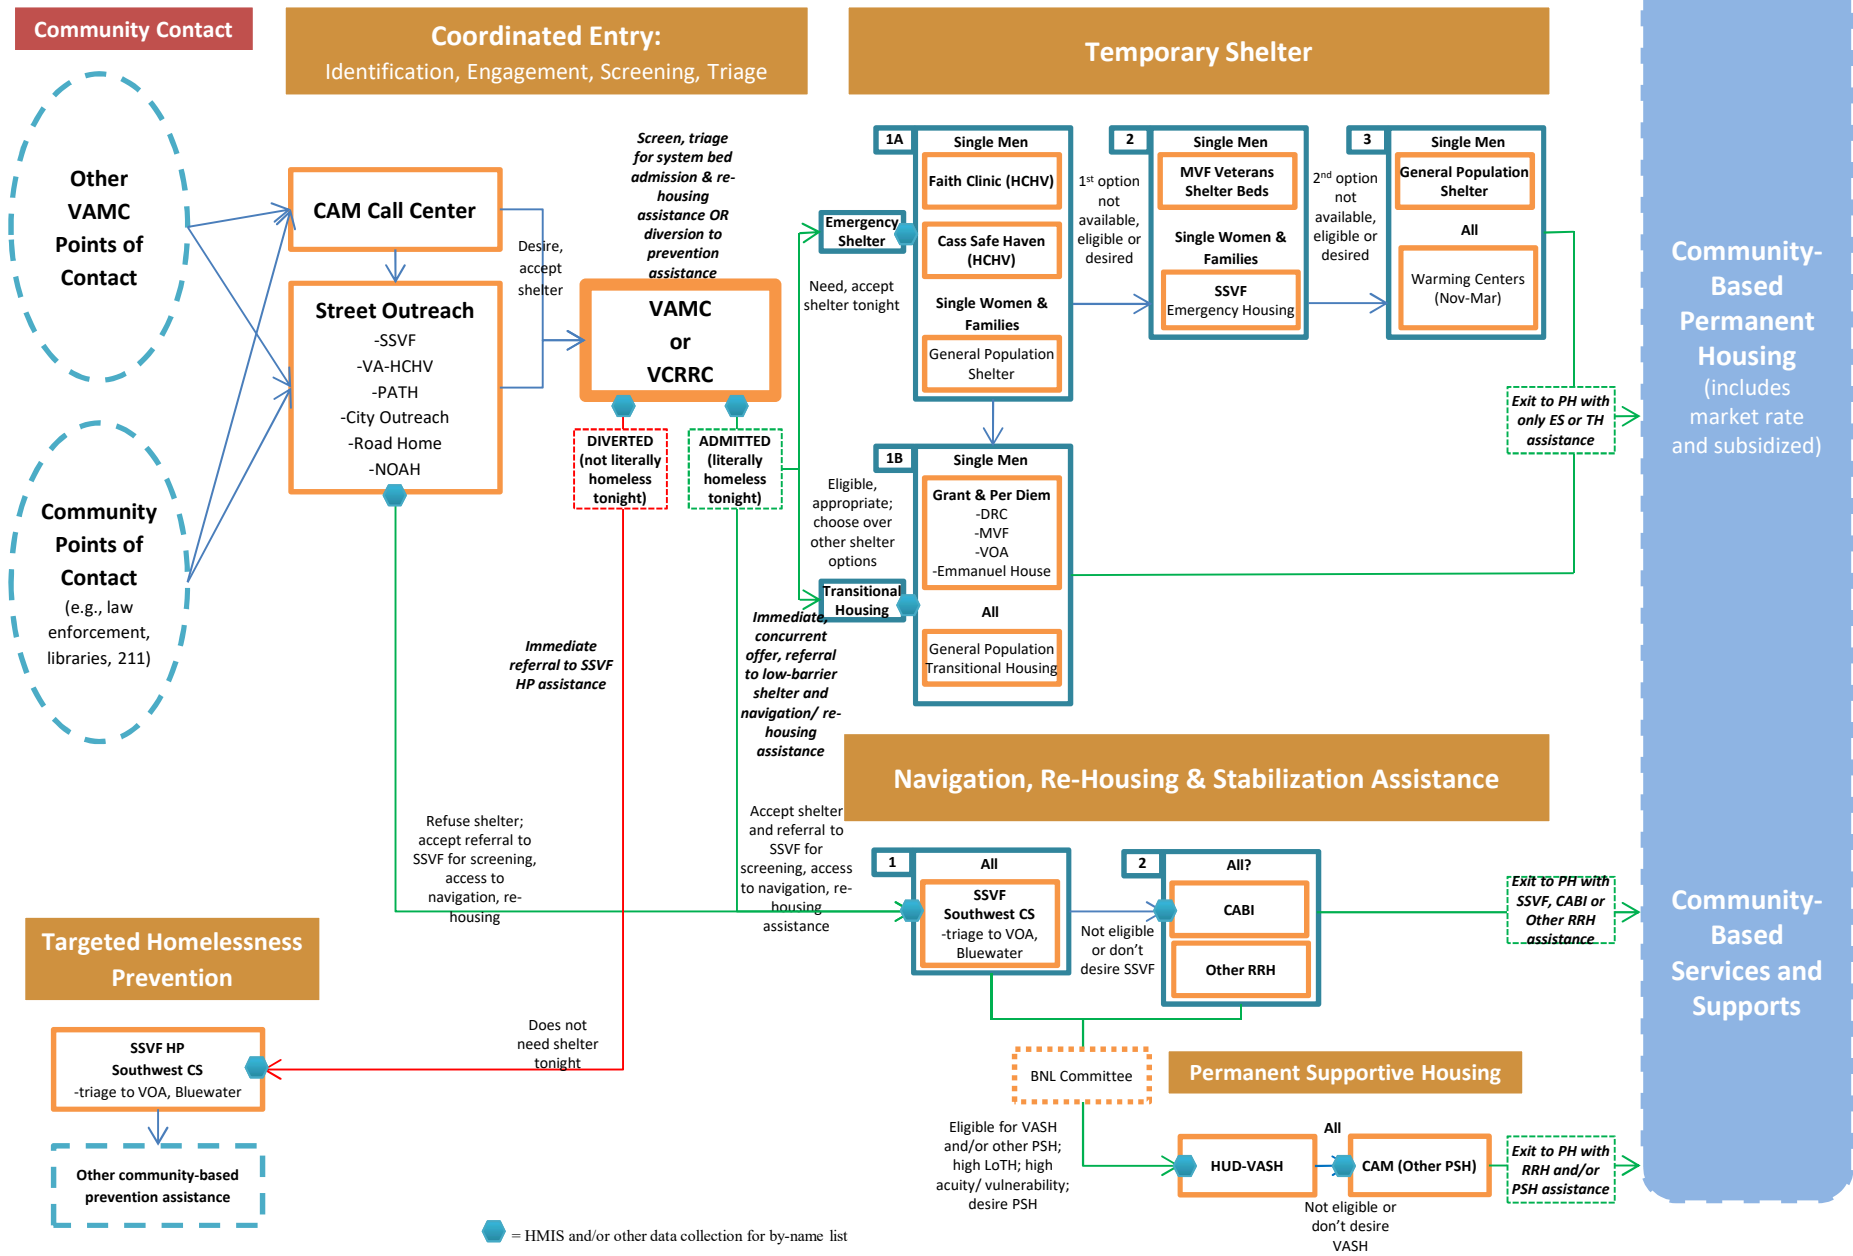 Community Contact
Coordinated Entry:
Identification, Engagement, Screening, Triage
Temporary Shelter
Other
VAMC
Points of
Contact
Community
Points of
Contact
(e.g., law
enforcement,
libraries, 211)
CAM Call Center
Street Outreach
-SSVF
-VA-HCHV
-PATH
-City Outreach
-Road Home
-NOAH
Desire,
accept
shelter
Screen, triage
for system bed
admission & re-
housing
assistance OR
diversion to
prevention
assistance
VAMC
or
VCRRC
DIVERTED
(not literally
homeless
tonight)
ADMITTED
(literally
homeless
tonight)
Emergency
Shelter
Need, accept
shelter tonight
Eligible,
appropriate;
choose over
other shelter
options
Transitional
Housing
Immediate
referral to SSVF
HP assistance
Immediate,
concurrent
offer, referral
to low-barrier
shelter and
navigation/ re-
housing
assistance
1A
Single Men
Faith Clinic (HCHV)
Cass Safe Haven
(HCHV)
Single Women &
Families
General Population
Shelter
1st option
not
available,
eligible or
desired
2
Single Men
MVF Veterans
Shelter Beds
Single Women &
Families
SSVF
Emergency Housing
2nd option
not
available,
eligible or
desired
3
Single Men
General Population
Shelter
All
Warming Centers
(Nov-Mar)
1B
Single Men
Grant & Per Diem
-DRC
-MVF
-VOA
-Emmanuel House
All
General Population
Transitional Housing
Exit to PH with
only ES or TH
assistance
Community-
Based
Permanent
Housing
(includes
market rate
and subsidized)
Navigation, Re-Housing & Stabilization Assistance
Refuse shelter;
accept referral to
SSVF for screening,
access to
navigation, re-
housing
Accept shelter
and referral to
SSVF for
screening, access
to navigation, re-
housing
assistance
1
All
SSVF
Southwest CS
-triage to VOA,
Bluewater
Not eligible
or don't
desire SSVF
2
All?
CABI
Other RRH
Exit to PH with
SSVF, CABI or
Other RRH
assistance
Community-
Based
Services and
Supports
Targeted Homelessness
Prevention
SSVF HP
Southwest CS
-triage to VOA, Bluewater
Does not
need shelter
tonight
Other community-based
prevention assistance
BNL Committee
Permanent Supportive Housing
Eligible for VASH
and/or other PSH;
high LoTH; high
acuity/ vulnerability;
desire PSH
All
HUD-VASH
CAM (Other PSH)
Not eligible or
don't desire
VASH
Exit to PH with
RRH and/or
PSH assistance
= HMIS and/or other data collection for by-name list